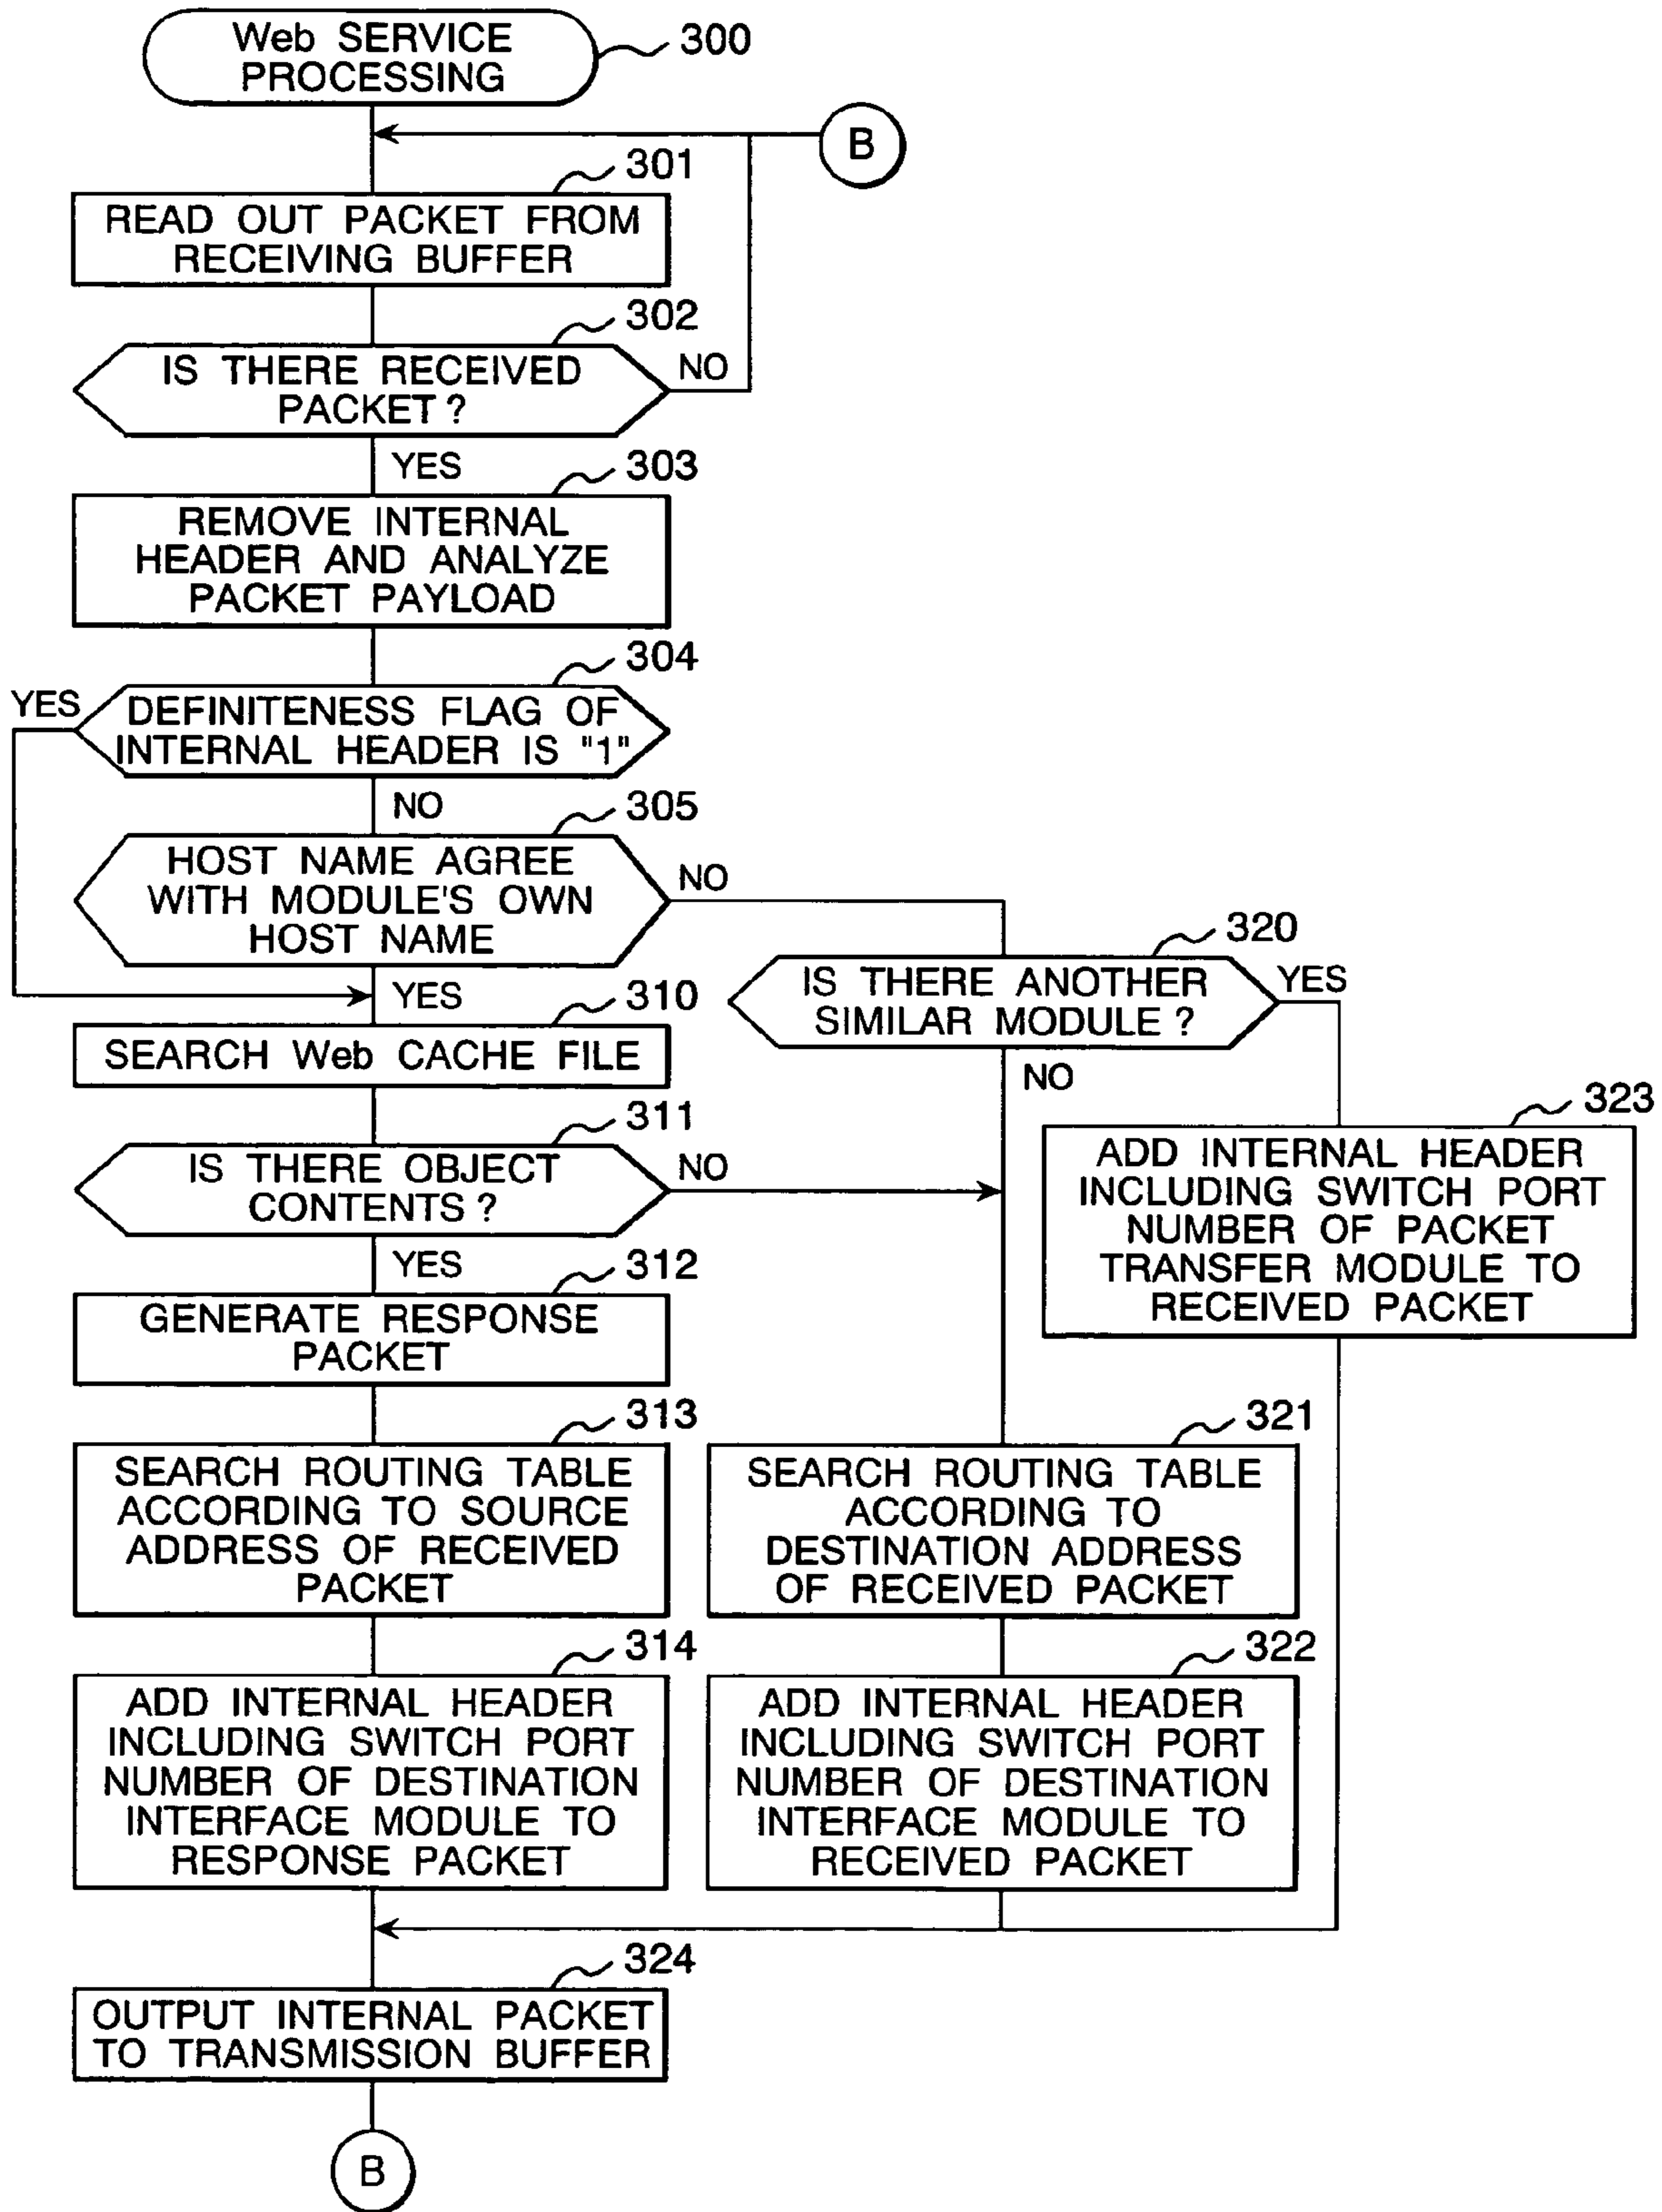 Web SERVICE
PROCESSING
300
B
301
READ OUT PACKET FROM
RECEIVING BUFFER
302
IS THERE RECEIVED
PACKET ?
NO
YES
303
REMOVE INTERNAL
HEADER AND ANALYZE
PACKET PAYLOAD
304
YES
DEFINITENESS FLAG OF
INTERNAL HEADER IS "1"
NO
305
HOST NAME AGREE
WITH MODULE'S OWN
HOST NAME
NO
YES
320
IS THERE ANOTHER
SIMILAR MODULE ?
YES
NO
310
SEARCH Web CACHE FILE
311
IS THERE OBJECT
CONTENTS ?
NO
YES
323
ADD INTERNAL HEADER
INCLUDING SWITCH PORT
NUMBER OF PACKET
TRANSFER MODULE TO
RECEIVED PACKET
312
GENERATE RESPONSE
PACKET
313
SEARCH ROUTING TABLE
ACCORDING TO SOURCE
ADDRESS OF RECEIVED
PACKET
321
SEARCH ROUTING TABLE
ACCORDING TO
DESTINATION ADDRESS
OF RECEIVED PACKET
314
ADD INTERNAL HEADER
INCLUDING SWITCH PORT
NUMBER OF DESTINATION
INTERFACE MODULE TO
RESPONSE PACKET
322
ADD INTERNAL HEADER
INCLUDING SWITCH PORT
NUMBER OF DESTINATION
INTERFACE MODULE TO
RECEIVED PACKET
324
OUTPUT INTERNAL PACKET
TO TRANSMISSION BUFFER
B